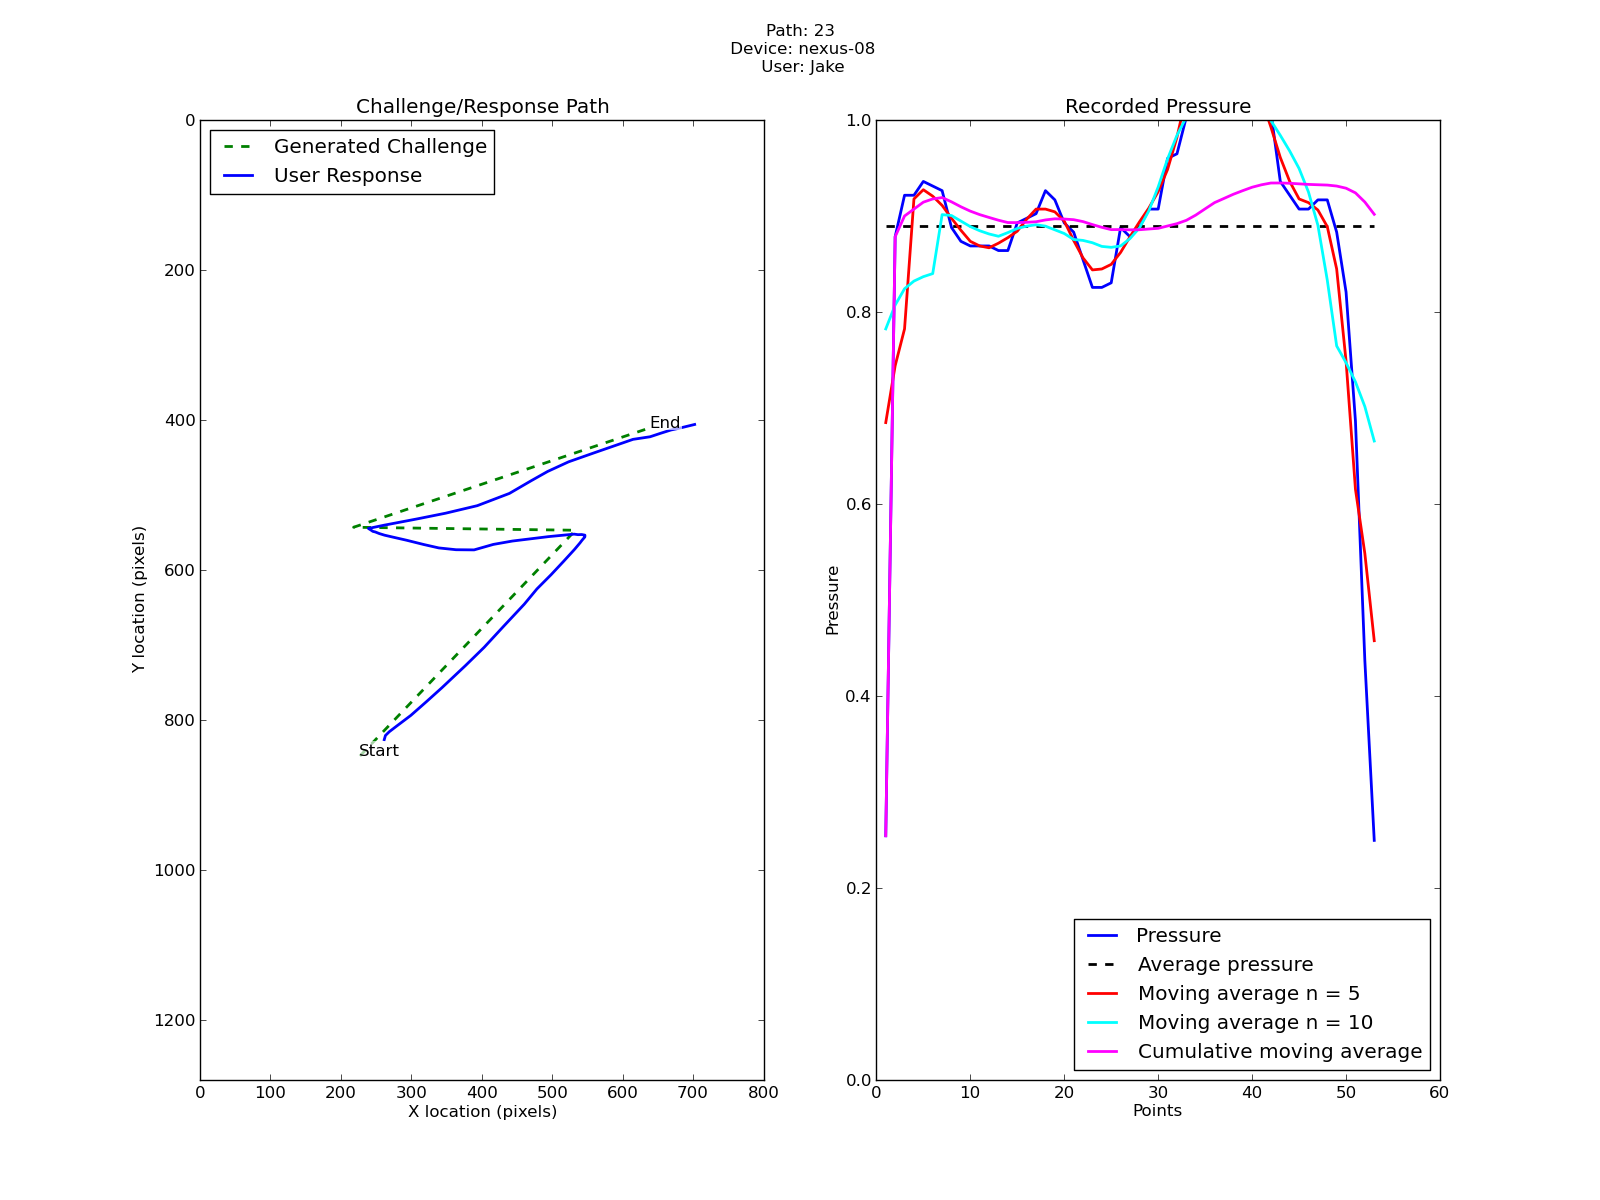 Path: 23
Device: nexus-08
User: Jake
Challenge/Response Path
Generated Challenge
User Response
0
200
400
600
800
1000
1200
Y location (pixels)
End
Start
0 100 200 300 400 500 600 700 800
X location (pixels)
Recorded Pressure
1.0
0.8
0.6
0.4
0.2
0.0
Pressure
Pressure
Average pressure
Moving average n = 5
Moving average n = 10
Cumulative moving average
0 10 20 30 40 50 60
Points